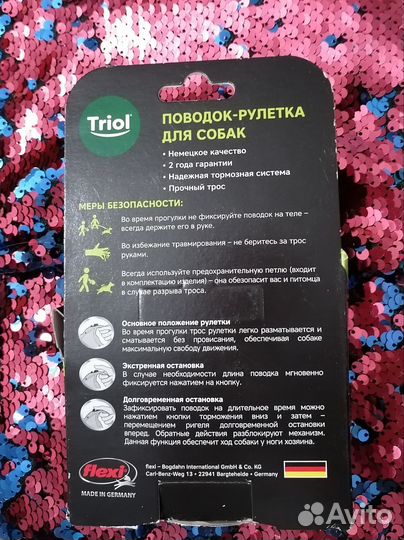 Triol
ПОВОДОК-РУЛЕТКА
ДЛЯ СОБАК
• Немецкое качество
• 2 года гарантии
• Надежная тормозная система
• Прочный трос
МЕРЫ БЕЗОПАСНОСТИ:
Во время прогулки не фиксируйте поводок на теле –
всегда держите его в руке.
Во избежание травмирования – не беритесь за трос
руками.
Всегда используйте предохранительную петлю (входит
в комплектацию изделия) – она обезопасит вас и питомца
в случае разрыва троса.
Основное положение рулетки
Во время прогулки трос рулетки легко разматывается и
сматывается без провисания, обеспечивая собаке
максимальную свободу движения.
Экстренная остановка
В случае необходимости длина поводка мгновенно
фиксируется нажатием на кнопку.
Долговременная остановка
Зафиксировать поводок на длительное время можно
нажатием кнопки торможения вниз и затем –
перемещением ригеля долговременной остановки
вперед. Обратные действия разблокируют механизм.
Данная функция обеспечит ход собаки у ноги хозяина.
flexi
MADE IN GERMANY
flexi – Bogdahn International GmbH & Co. KG
Carl-Benz-Weg 13 • 22941 Bargteheide • Germany
Avito